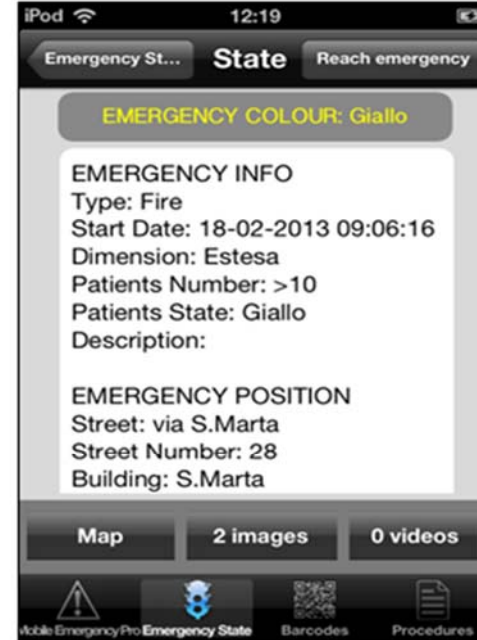 iPod 12:19
Emergency St... State Reach emergency
EMERGENCY COLOUR: Giallo
EMERGENCY INFO
Type: Fire
Start Date: 18-02-2013 09:06:16
Dimension: Estesa
Patients Number: >10
Patients State: Giallo
Description:
EMERGENCY POSITION
Street: via S.Marta
Street Number: 28
Building: S.Marta
Map 2 images 0 videos
Mobile Emergency Pro Emergency State Barcodes Procedures